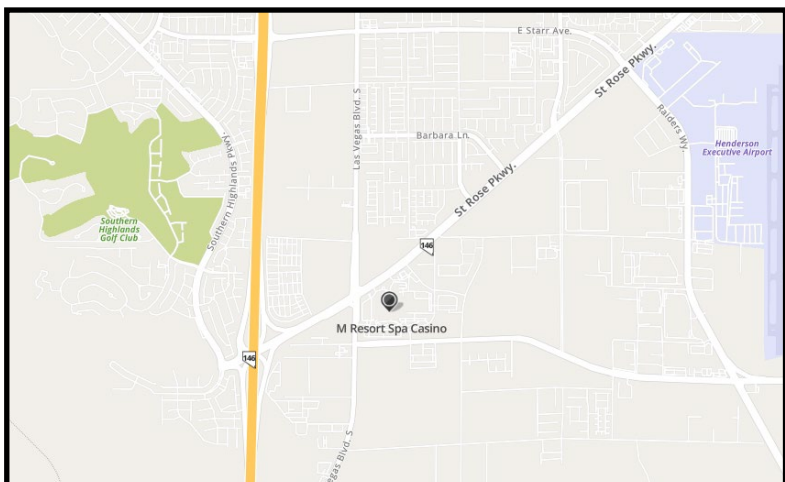 E Starr Ave.
St Rose Pkwy.
Las Vegas Blvd. S
Raiders Wy.
Barbara Ln.
Henderson
Executive Airport
Southern Highlands Pkwy.
St Rose Pkwy.
Southern
Highlands
Golf Club
146
M Resort Spa Casino
146
egas Blvd. S